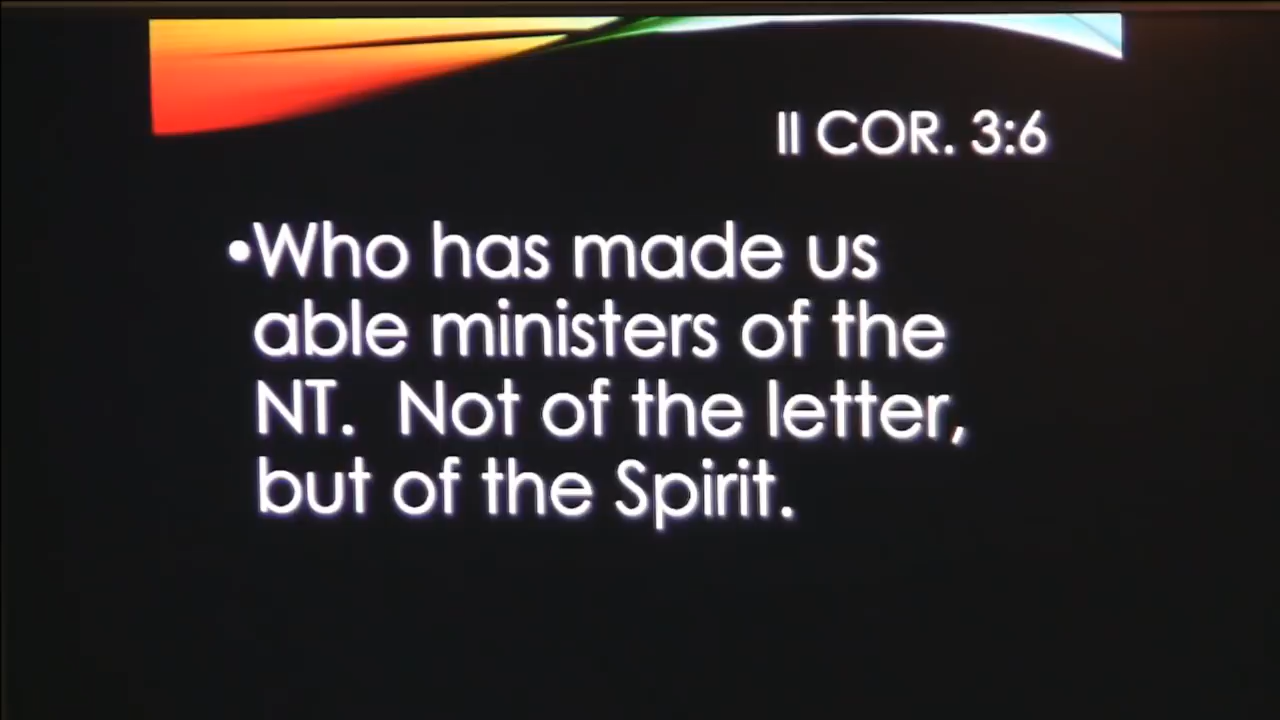 II COR. 3:6
•Who has made us
able ministers of the
NT.  Not of the letter,
but of the Spirit.